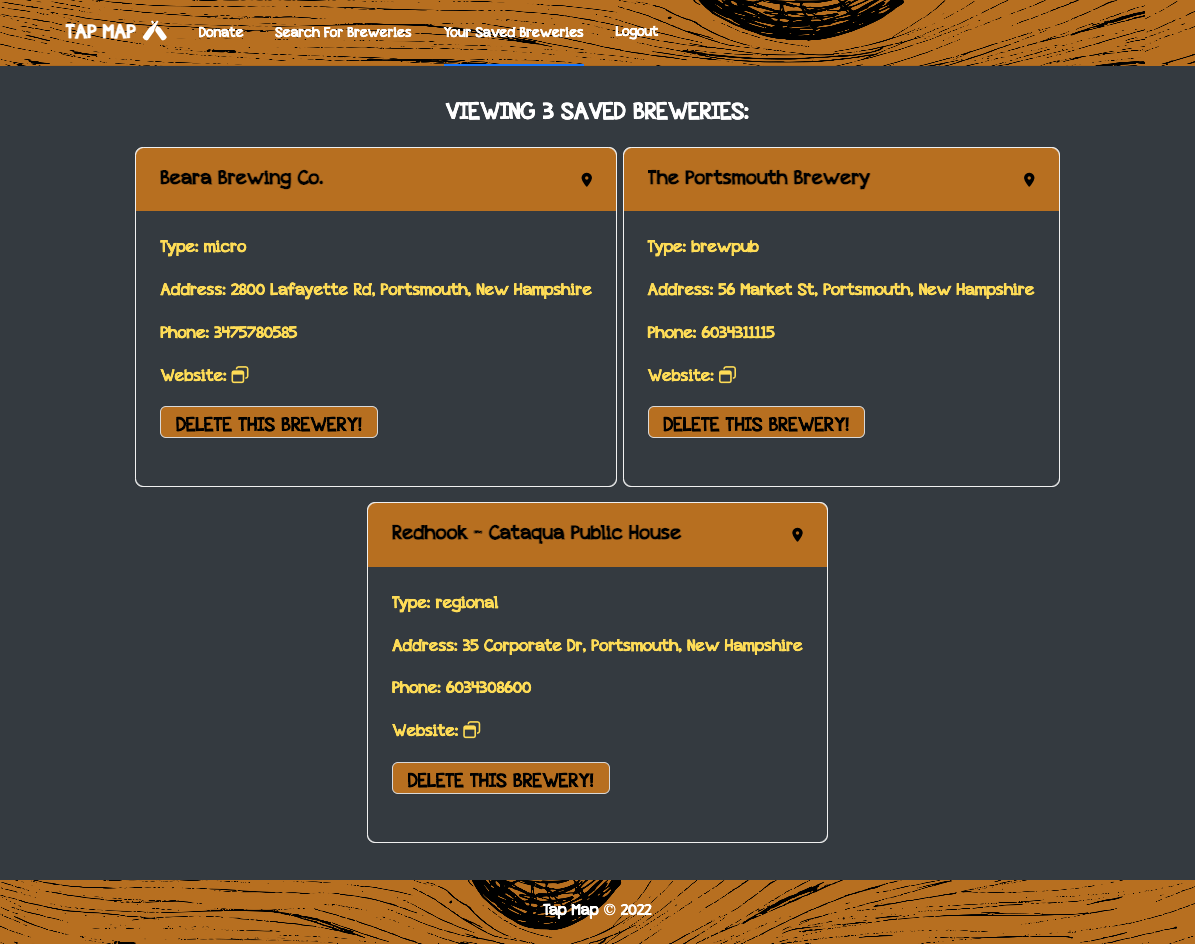 TAP MAP
Donate
Search For Breweries
Your Saved Breweries
Logout
VIEWING 3 SAVED BREWERIES:
Beara Brewing Co.
Type: micro
Address: 2800 Lafayette Rd, Portsmouth, New Hampshire
Phone: 3475780585
Website:
DELETE THIS BREWERY!
The Portsmouth Brewery
Type: brewpub
Address: 56 Market St, Portsmouth, New Hampshire
Phone: 6034311115
Website:
DELETE THIS BREWERY!
Redhook - Cataqua Public House
Type: regional
Address: 35 Corporate Dr, Portsmouth, New Hampshire
Phone: 6034308600
Website:
DELETE THIS BREWERY!
Tap Map © 2022